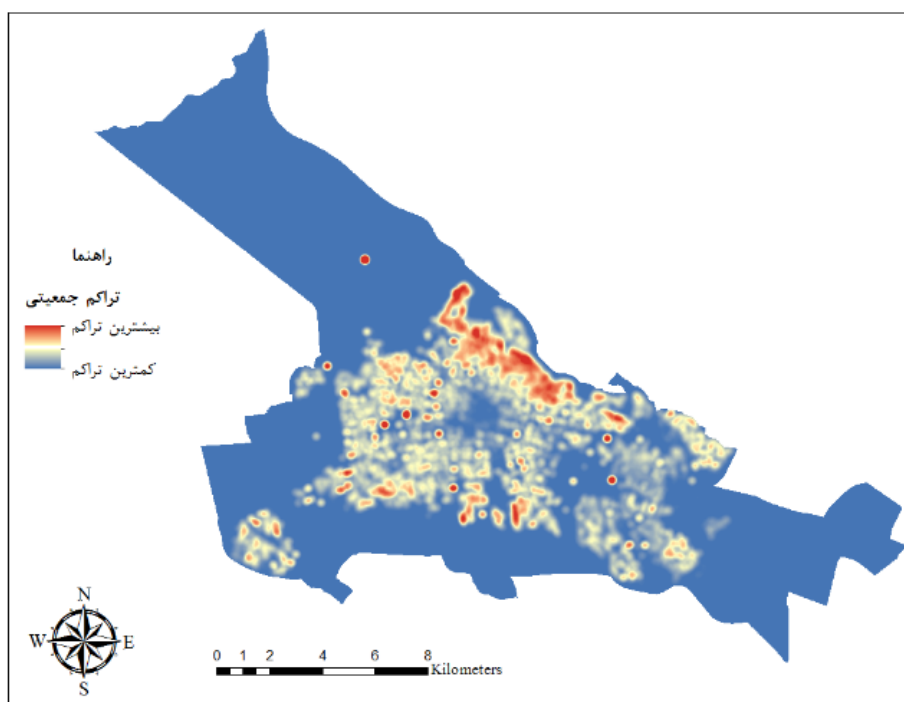 راهنما
تراکم جمعیتی
بیشترین تراکم
کمترین تراکم
N
W E
S
0 1 2 4 6 8
Kilometers